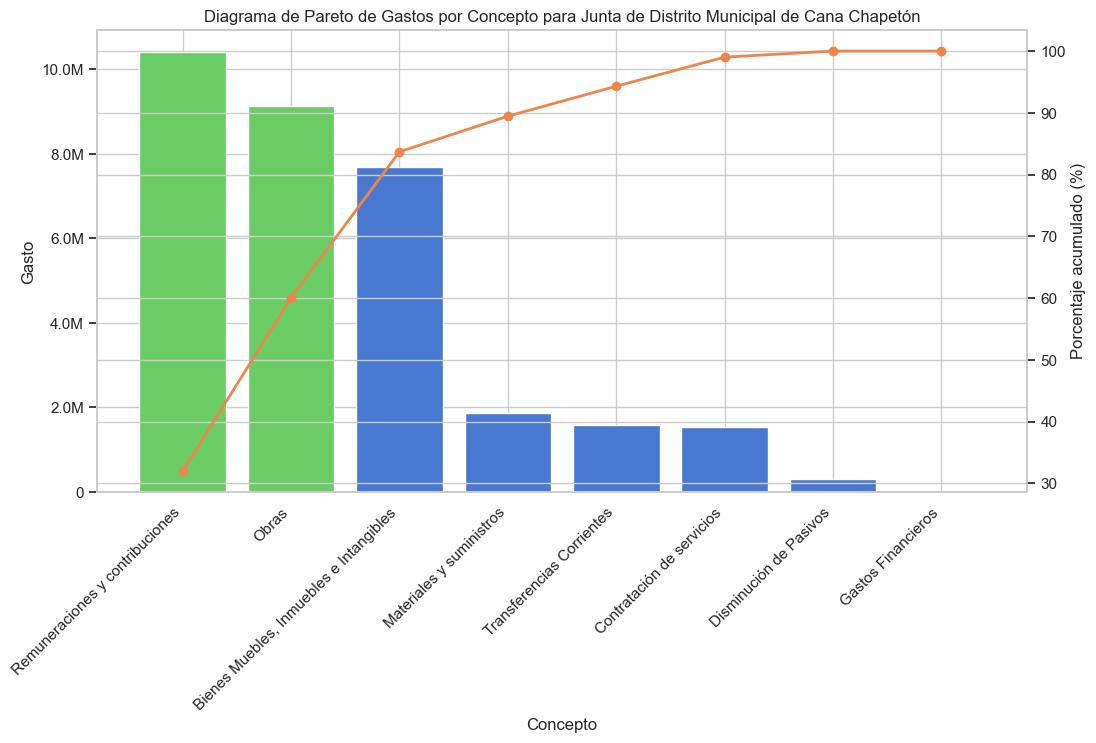 Diagrama de Pareto de Gastos por Concepto para Junta de Distrito Municipal de Cana Chapetón
Gasto
10.0M
8.0M
6.0M
4.0M
2.0M
0
100
90
80
70
60
50
40
30
Porcentaje acumulado (%)
Remuneraciones y contribuciones
Obras
Bienes Muebles, Inmuebles e Intangibles
Materiales y suministros
Transferencias Corrientes
Contratación de servicios
Disminución de Pasivos
Gastos Financieros
Concepto